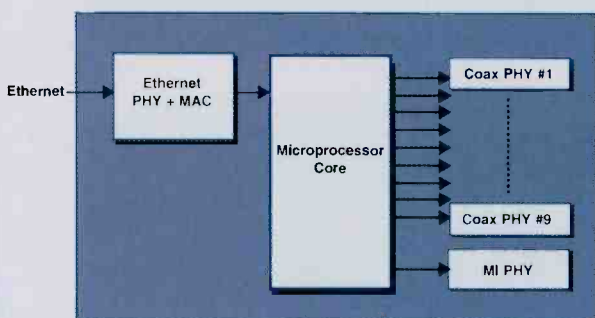 Ethernet
Ethernet
PHY + MAC
Microprocessor
Core
Coax PHY #1
Coax PHY #9
MI PHY